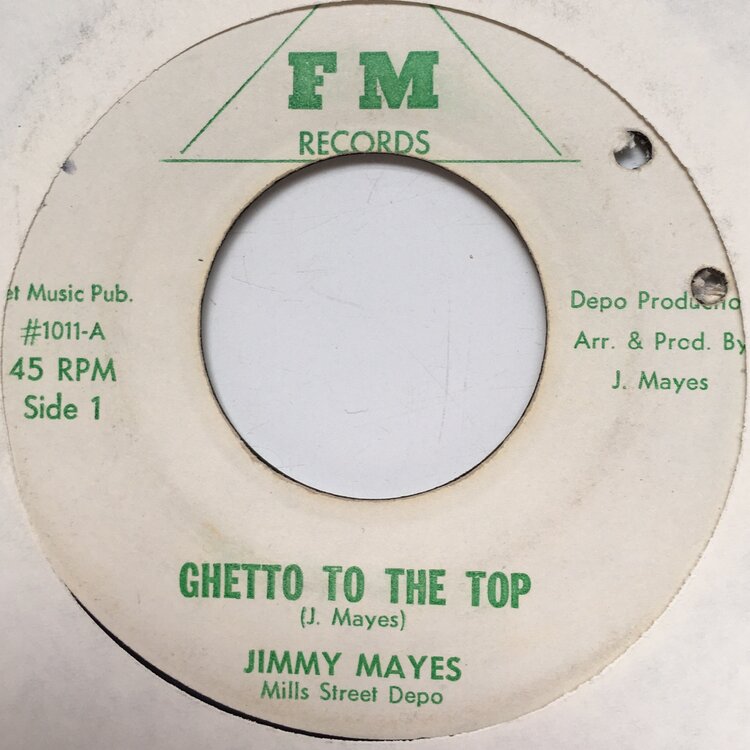 FM
RECORDS
et Music Pub.
#1011-A
45 RPM
Side 1
Depo Productio
Arr. & Prod. By
J. Mayes
GHETTO TO THE TOP
(J. Mayes)
JIMMY MAYES
Mills Street Depo